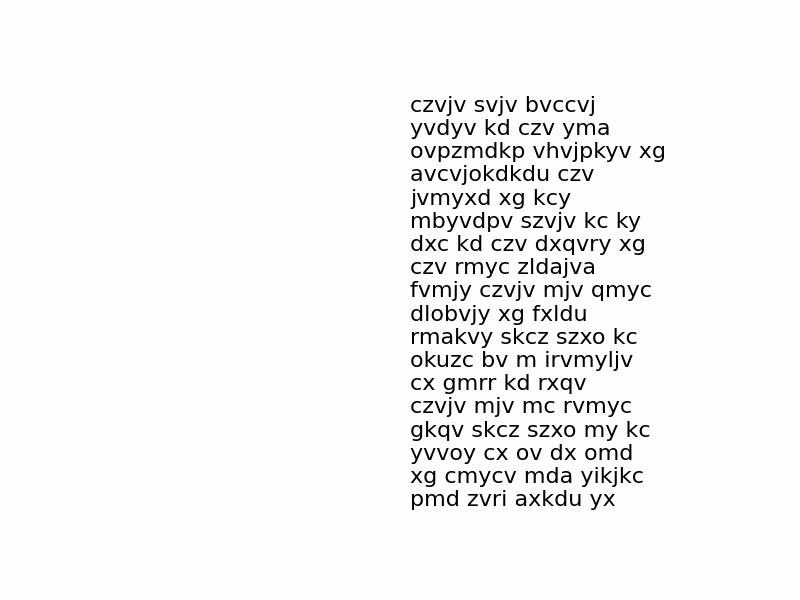 czvjv svjv bvccvj
yvdyv kd czv yma
ovpzmdkp vhvjpkyv xg
avcvjokdkdu czv
jvmyxd xg kcy
mbyvdpv szvjv kc ky
dxc kd czv dxqvry xg
czv rmyc zldajva
fvmjy czvjv mjv qmyc
dlobvjy xg fxldu
rmakvy skcz szxo kc
okuzc bv m irvmyljv
cx gmrr kd rxqv
czvjv mjv mc rvmyc
gkqv skcz szxo my kc
yvvoy cx ov dx omd
xg cmycv mda yikjkc
pmd zvri axkdu yx